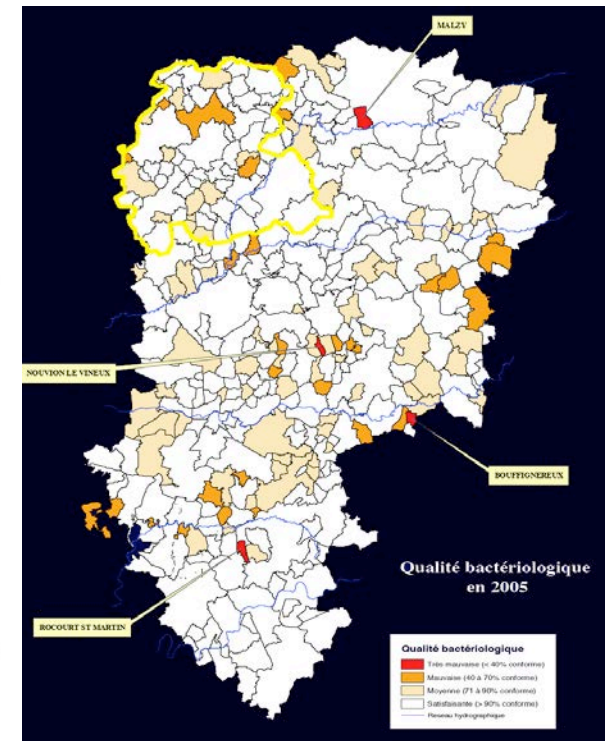 MALZY
NOUVION LE VINEUX
BOUFFIGNEREUX
Qualité bactériologique
en 2005
ROCOURT ST MARTIN
Qualité bactériologique
Très mauvaise (< 40% conforme)
Mauvaise (40 à 70% conforme)
Moyenne (71 à 90% conforme)
Satisfaisante (> 90% conforme)
Reseau hydrographique